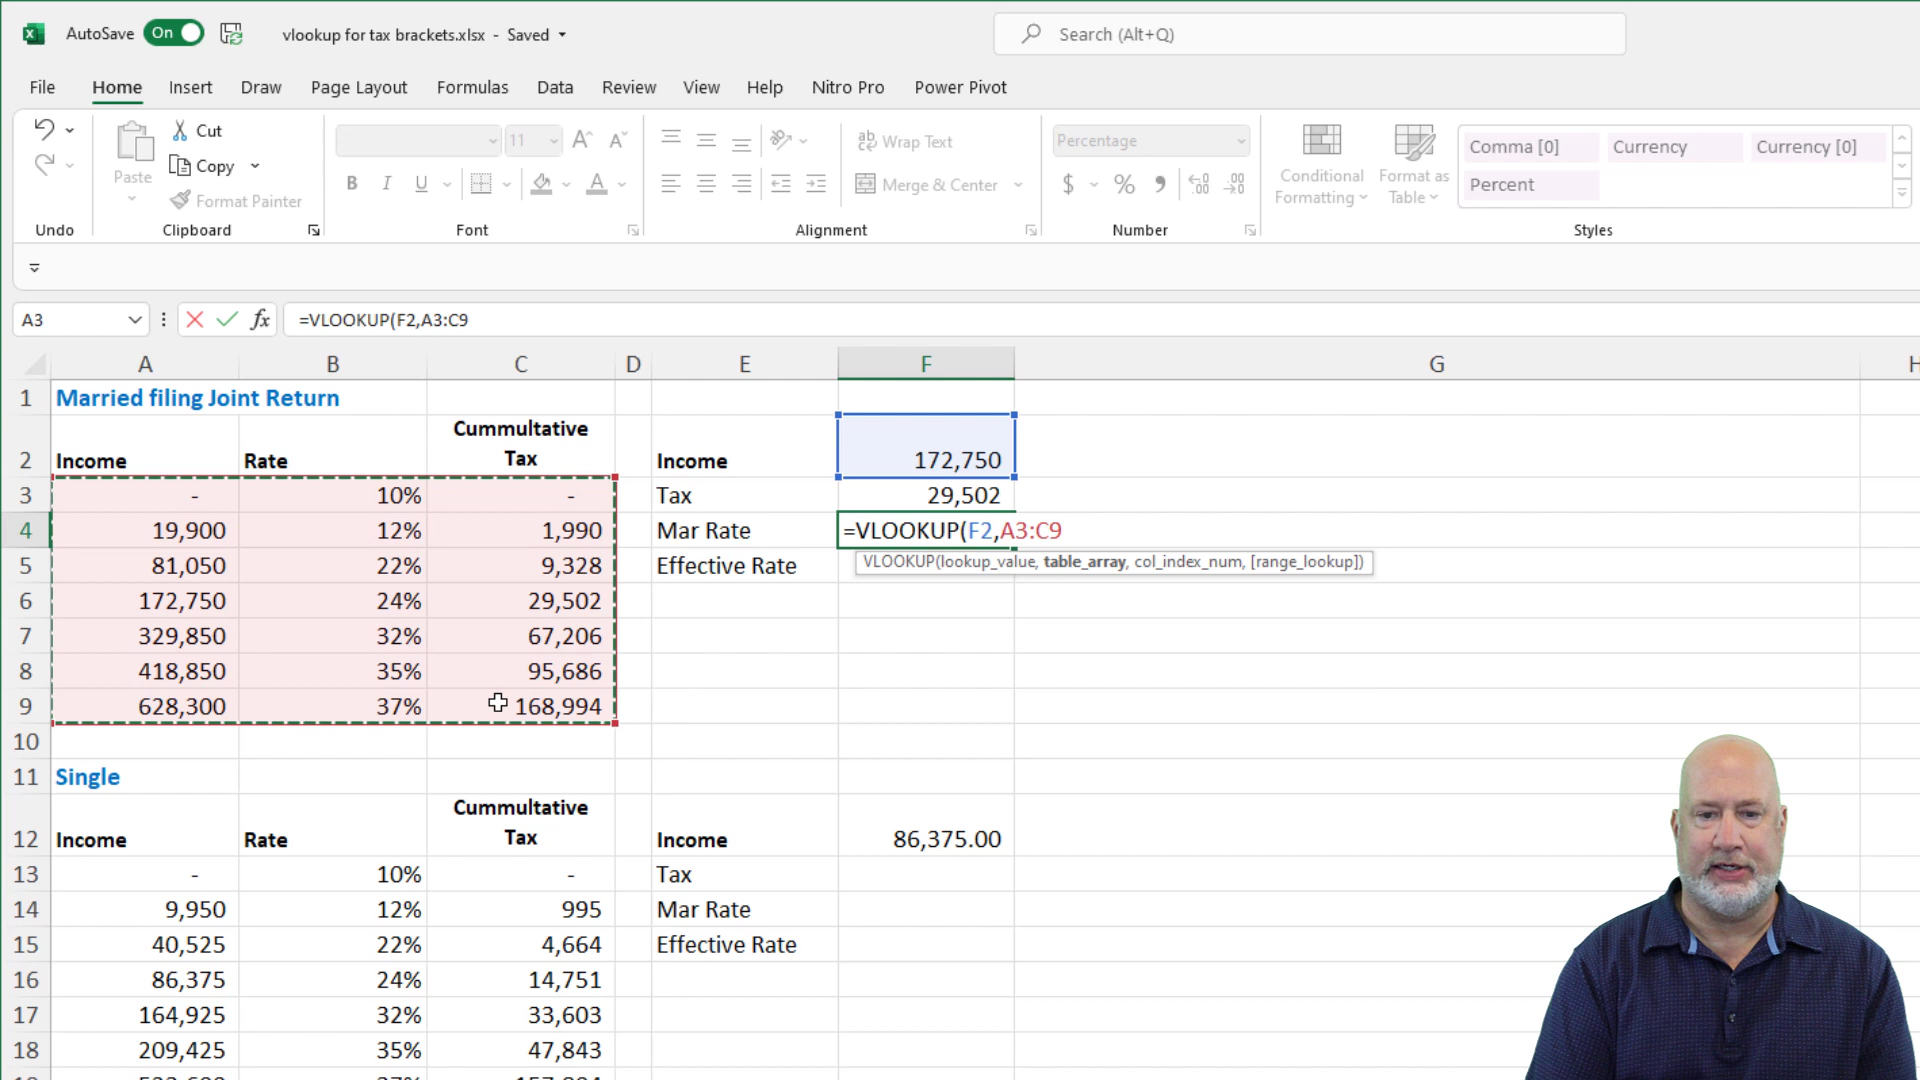 AutoSave On vlookup for tax brackets.xlsx - Saved Search (Alt+Q)
File Home Insert Draw Page Layout Formulas Data Review View Help Nitro Pro Power Pivot
Paste Cut Copy Format Painter
11
B I U A
Wrap Text
Merge & Center
Percentage
$ %
Conditional Formatting
Format as Table
Comma [0] Currency Currency [0]
Percent
Undo Clipboard Font Alignment Number Styles
A3 fx =VLOOKUP(F2,A3:C9
A B C D E F G H
1 Married filing Joint Return
Cummultative
2 Income Rate Tax Income 172,750
3 - 10% - Tax 29,502
4 19,900 12% 1,990 Mar Rate =VLOOKUP(F2,A3:C9
VLOOKUP(lookup_value, table_array, col_index_num, [range_lookup])
5 81,050 22% 9,328 Effective Rate
6 172,750 24% 29,502
7 329,850 32% 67,206
8 418,850 35% 95,686
9 628,300 37% 168,994
10
11 Single
Cummultative
12 Income Rate Tax Income 86,375.00
13 - 10% - Tax
14 9,950 12% 995 Mar Rate
15 40,525 22% 4,664 Effective Rate
16 86,375 24% 14,751
17 164,925 32% 33,603
18 209,425 35% 47,843